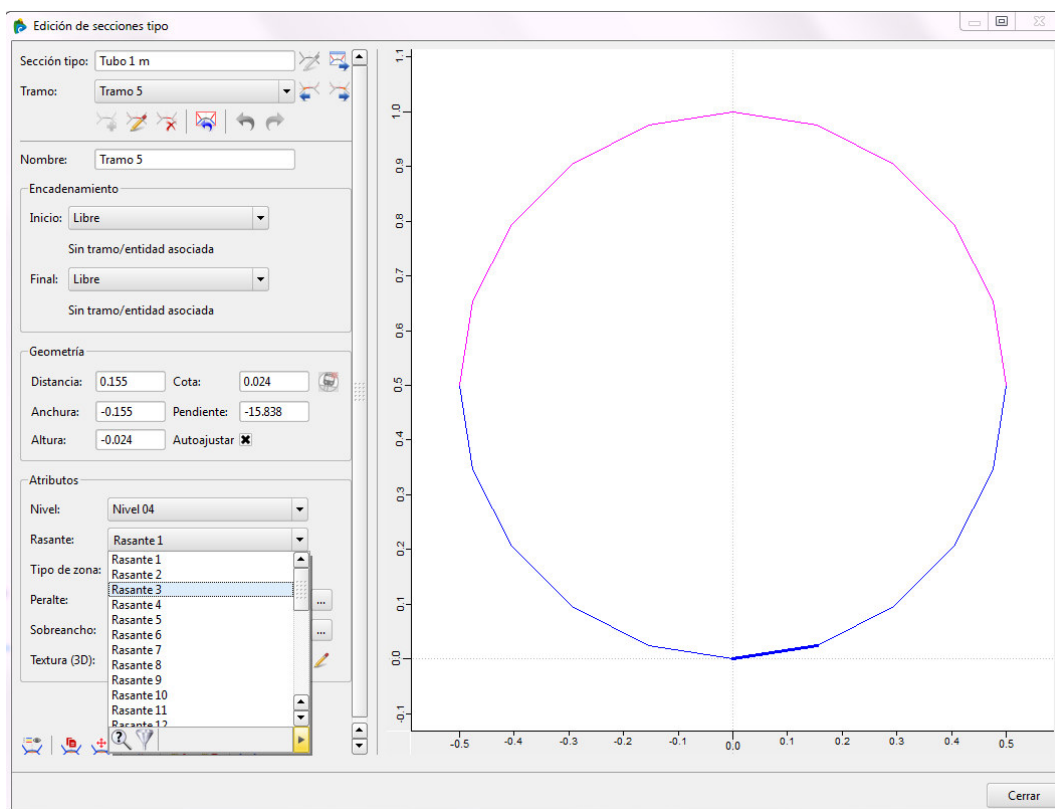 Edición de secciones tipo
Sección tipo: Tubo 1 m
Tramo: Tramo 5
Nombre: Tramo 5
Encadenamiento
Inicio: Libre
Sin tramo/entidad asociada
Final: Libre
Sin tramo/entidad asociada
Geometría
Distancia: 0.155 Cota: 0.024
Anchura: -0.155 Pendiente: -15.838
Altura: -0.024 Autoajustar
Atributos
Nivel: Nivel 04
Rasante: Rasante 1
Rasante 1
Tipo de zona: Rasante 2
Rasante 3
Peralte: Rasante 4
...
Rasante 5
Sobreancho: Rasante 6
...
Rasante 7
Textura (3D): Rasante 8
Rasante 9
Rasante 10
Rasante 11
Rasante 12
1.1
1.0
0.9
0.8
0.7
0.6
0.5
0.4
0.3
0.2
0.1
0.0
-0.1
-0.5 -0.4 -0.3 -0.2 -0.1 0.0 0.1 0.2 0.3 0.4 0.5
Cerrar